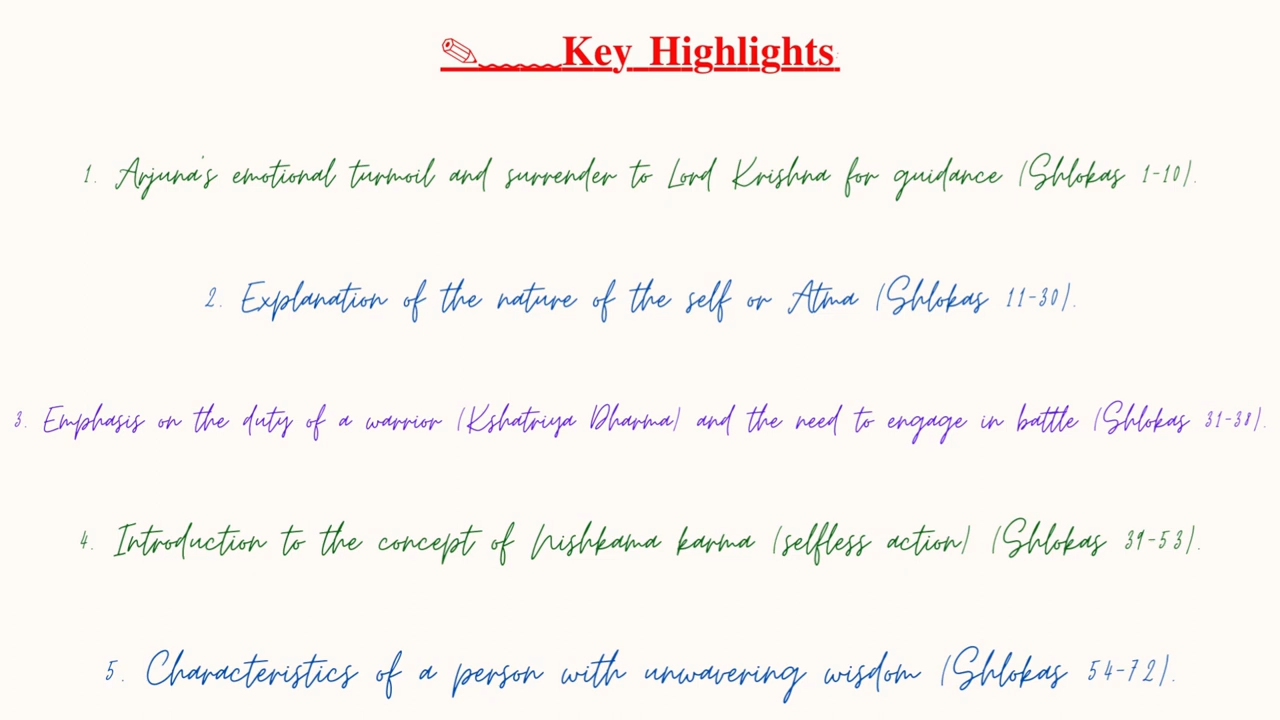 Key Highlights
1. Arjuna's emotional turmoil and surrender to Lord Krishna for guidance (Shlokas 1-10).
2. Explanation of the nature of the self or Atma (Shlokas 11-30).
3. Emphasis on the duty of a warrior (Kshatriya Dharma) and the need to engage in battle (Shlokas 31-38).
4. Introduction to the concept of Nishkama karma (selfless action) (Shlokas 39-53).
5. Characteristics of a person with unwavering wisdom (Shlokas 54-72).